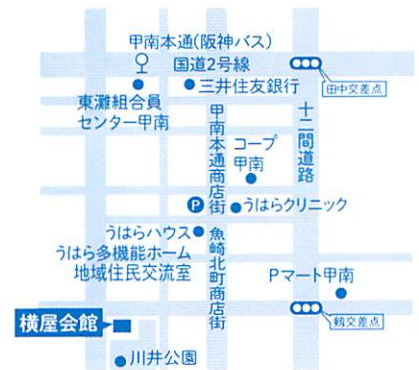 甲南本通(阪神バス)
国道2号線
三井住友銀行
田中交差点
東灘組合員
センター甲南
甲南本通商店街
コープ
甲南
十二間道路
P
うはらクリニック
うはらハウス
うはら多機能ホーム
地域住民交流室
魚崎北町商店街
Pマート甲南
剱交差点
横屋会館
川井公園